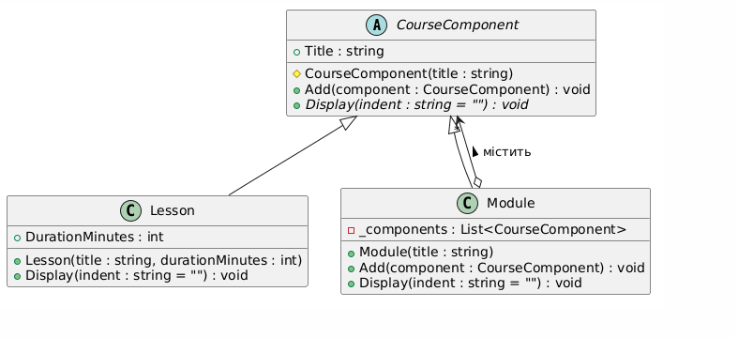 A CourseComponent
Title : string
CourseComponent(title : string)
Add(component : CourseComponent) : void
Display(indent : string = "") : void
містить
C Lesson
DurationMinutes : int
Lesson(title : string, durationMinutes : int)
Display(indent : string = "") : void
C Module
_components : List<CourseComponent>
Module(title : string)
Add(component : CourseComponent) : void
Display(indent : string = "") : void